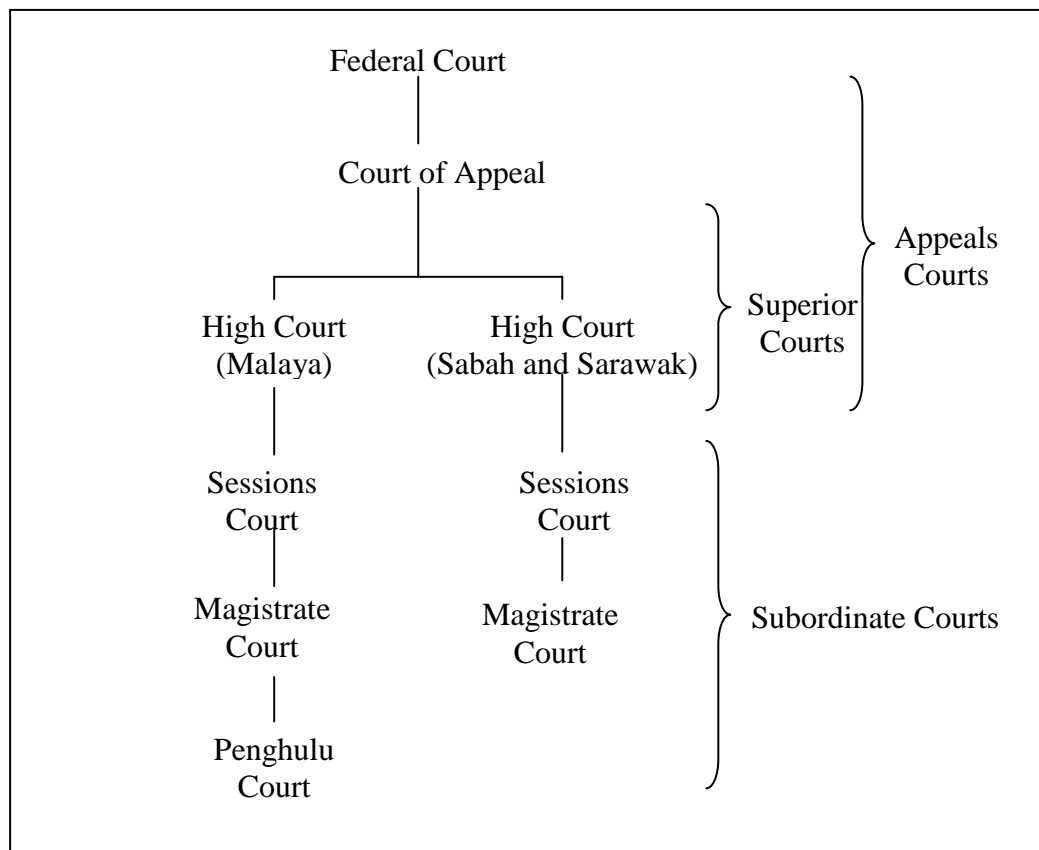 Federal Court
Court of Appeal
Appeals
Courts
Superior
Courts
High Court
(Malaya)
High Court
(Sabah and Sarawak)
Sessions
Court
Sessions
Court
Magistrate
Court
Magistrate
Court
Subordinate Courts
Penghulu
Court